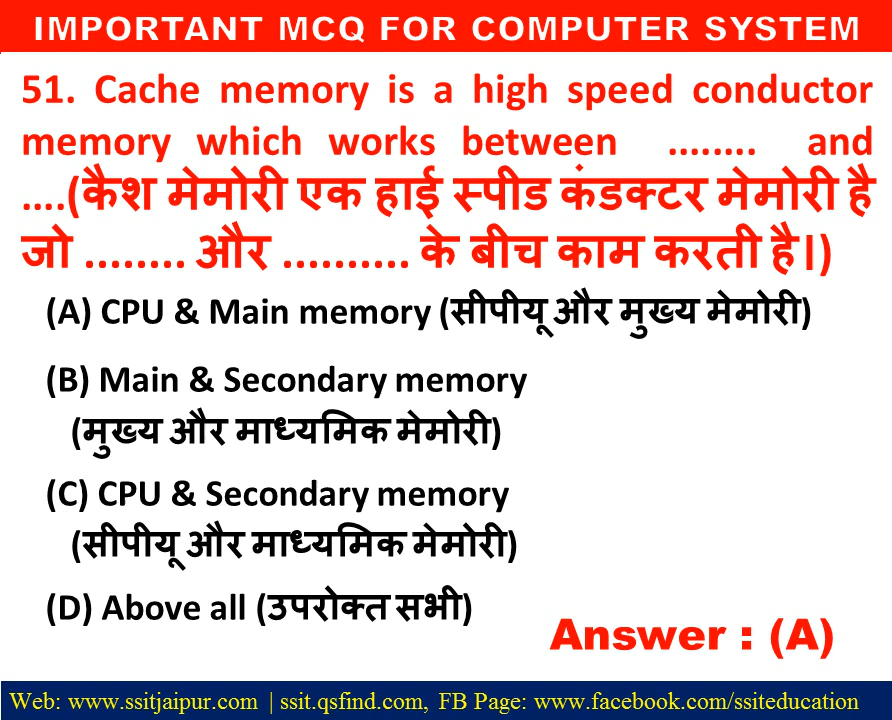 IMPORTANT MCQ FOR COMPUTER SYSTEM
51. Cache memory is a high speed conductor
memory which works between ........ and
....(कैश मेमोरी एक हाई स्पीड कंडक्टर मेमोरी है
जो ........ और .......... के बीच काम करती है।)
(A) CPU & Main memory (सीपीयू और मुख्य मेमोरी)
(B) Main & Secondary memory
(मुख्य और माध्यमिक मेमोरी)
(C) CPU & Secondary memory
(सीपीयू और माध्यमिक मेमोरी)
(D) Above all (उपरोक्त सभी)
Answer : (A)
Web: www.ssitjaipur.com | ssit.qsfind.com, FB Page: www.facebook.com/ssiteducation